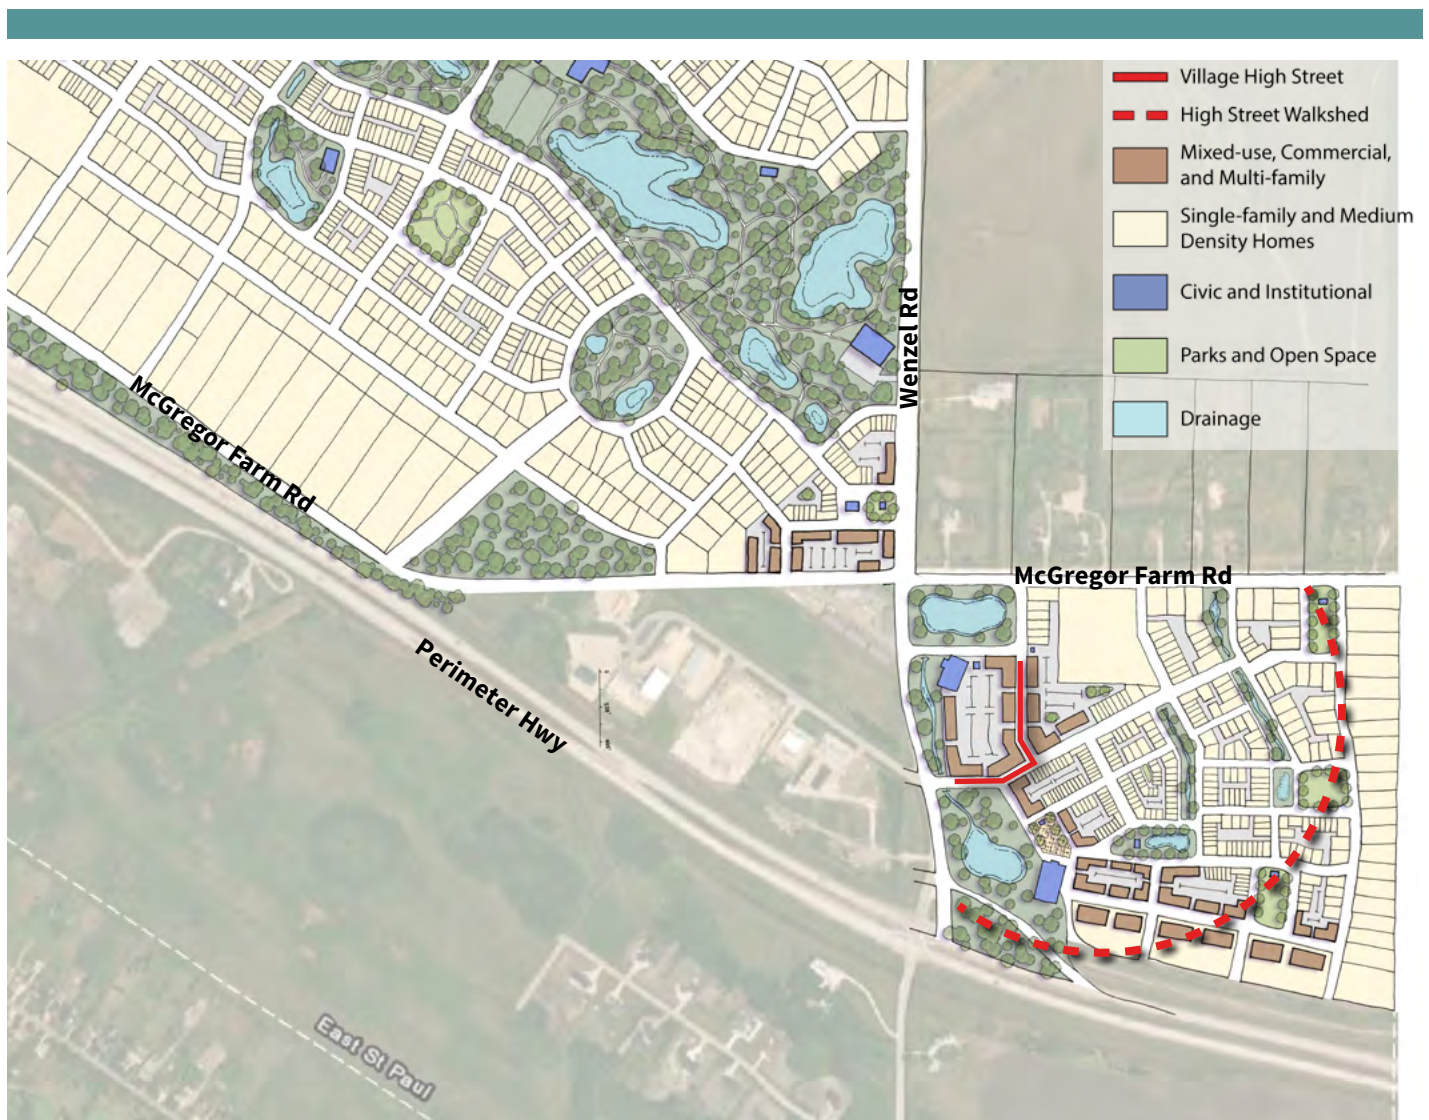 Village High Street
High Street Walkshed
Mixed-use, Commercial,
and Multi-family
Single-family and Medium
Density Homes
Civic and Institutional
Parks and Open Space
Drainage
Wenzel Rd
McGregor Farm Rd
McGregor Farm Rd
Perimeter Hwy
East St Paul